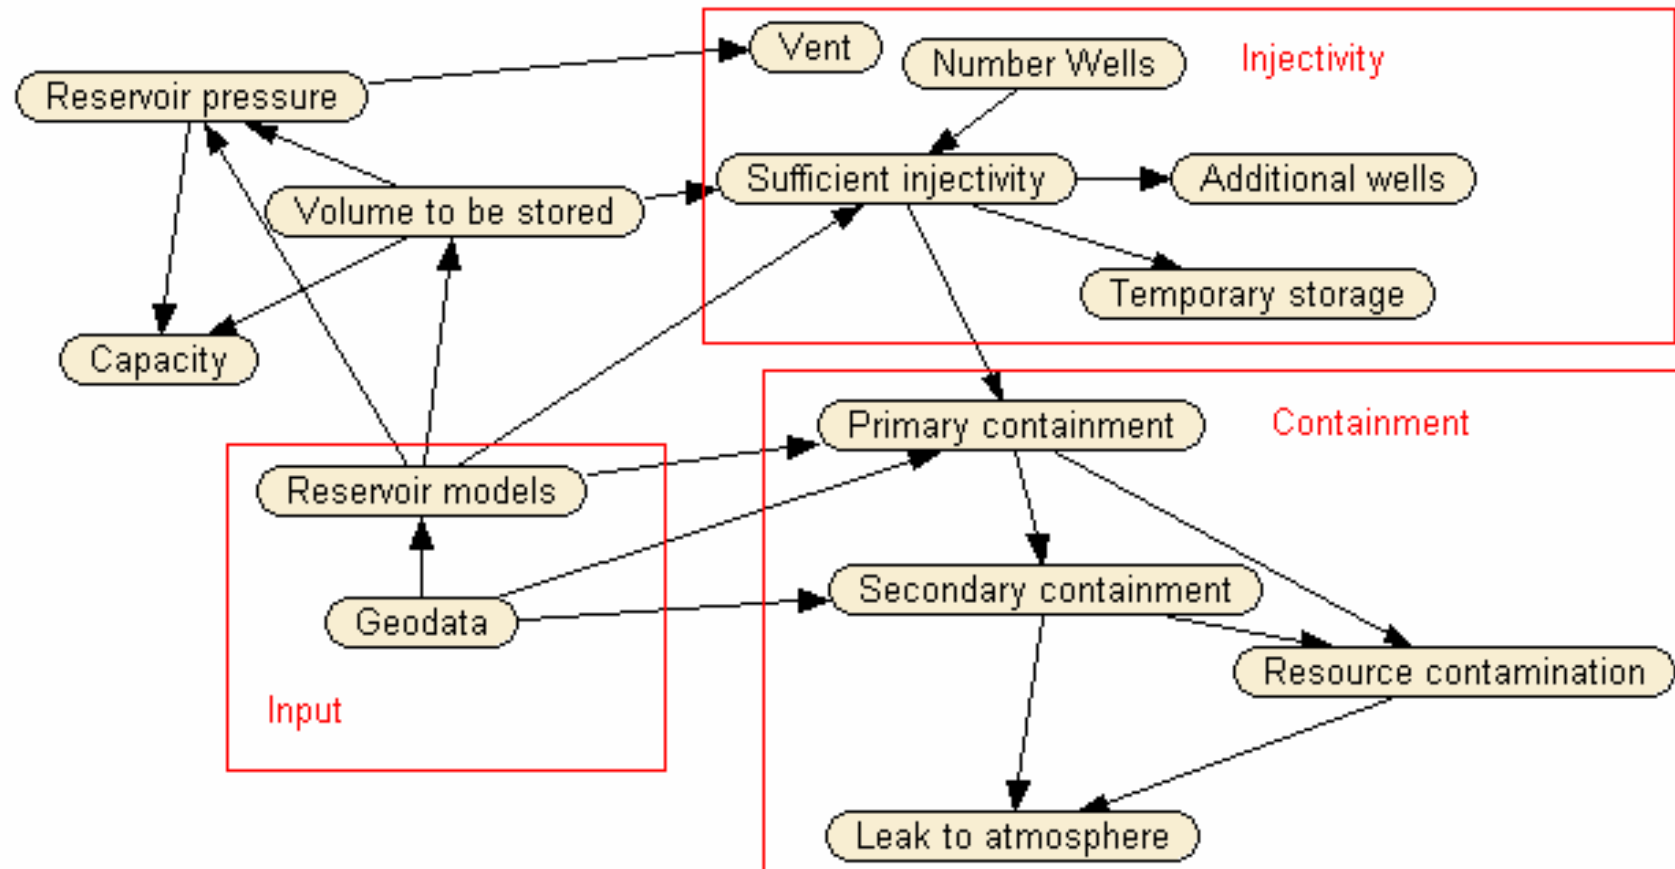 Vent
Number Wells
Injectivity
Reservoir pressure
Sufficient injectivity
Additional wells
Volume to be stored
Temporary storage
Capacity
Primary containment
Containment
Reservoir models
Secondary containment
Geodata
Resource contamination
Input
Leak to atmosphere